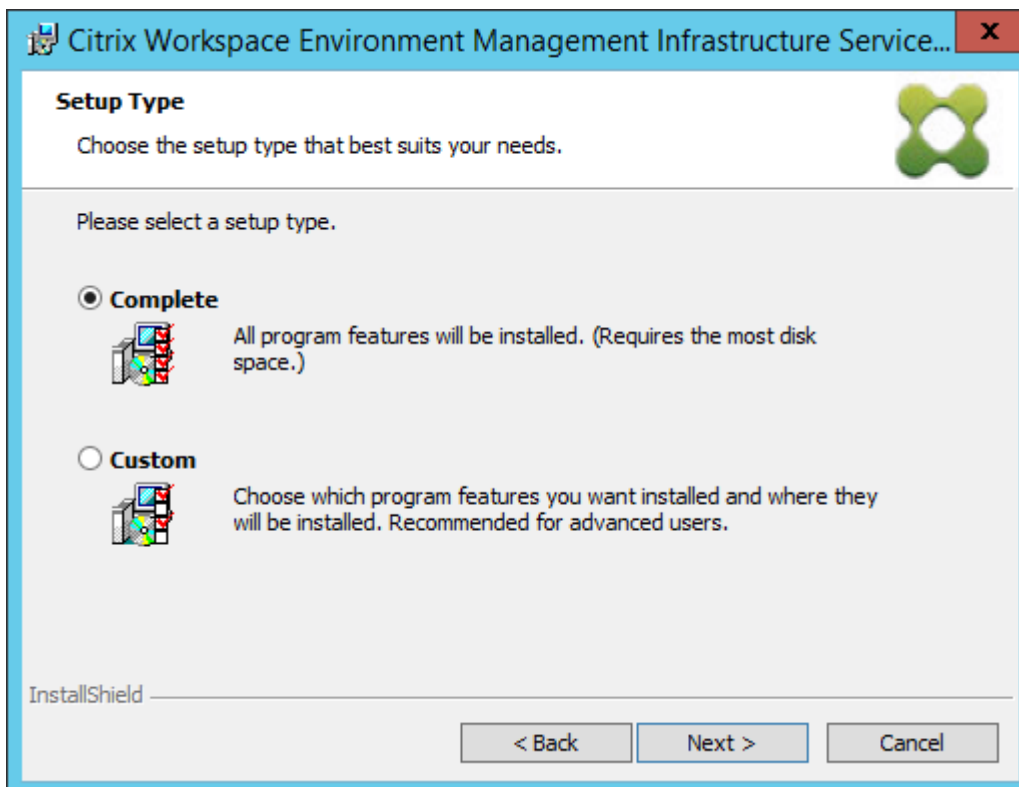 Citrix Workspace Environment Management Infrastructure Service...
x
Setup Type
Choose the setup type that best suits your needs.
Please select a setup type.
Complete
All program features will be installed. (Requires the most disk
space.)
Custom
Choose which program features you want installed and where they
will be installed. Recommended for advanced users.
InstallShield
< Back
Next >
Cancel